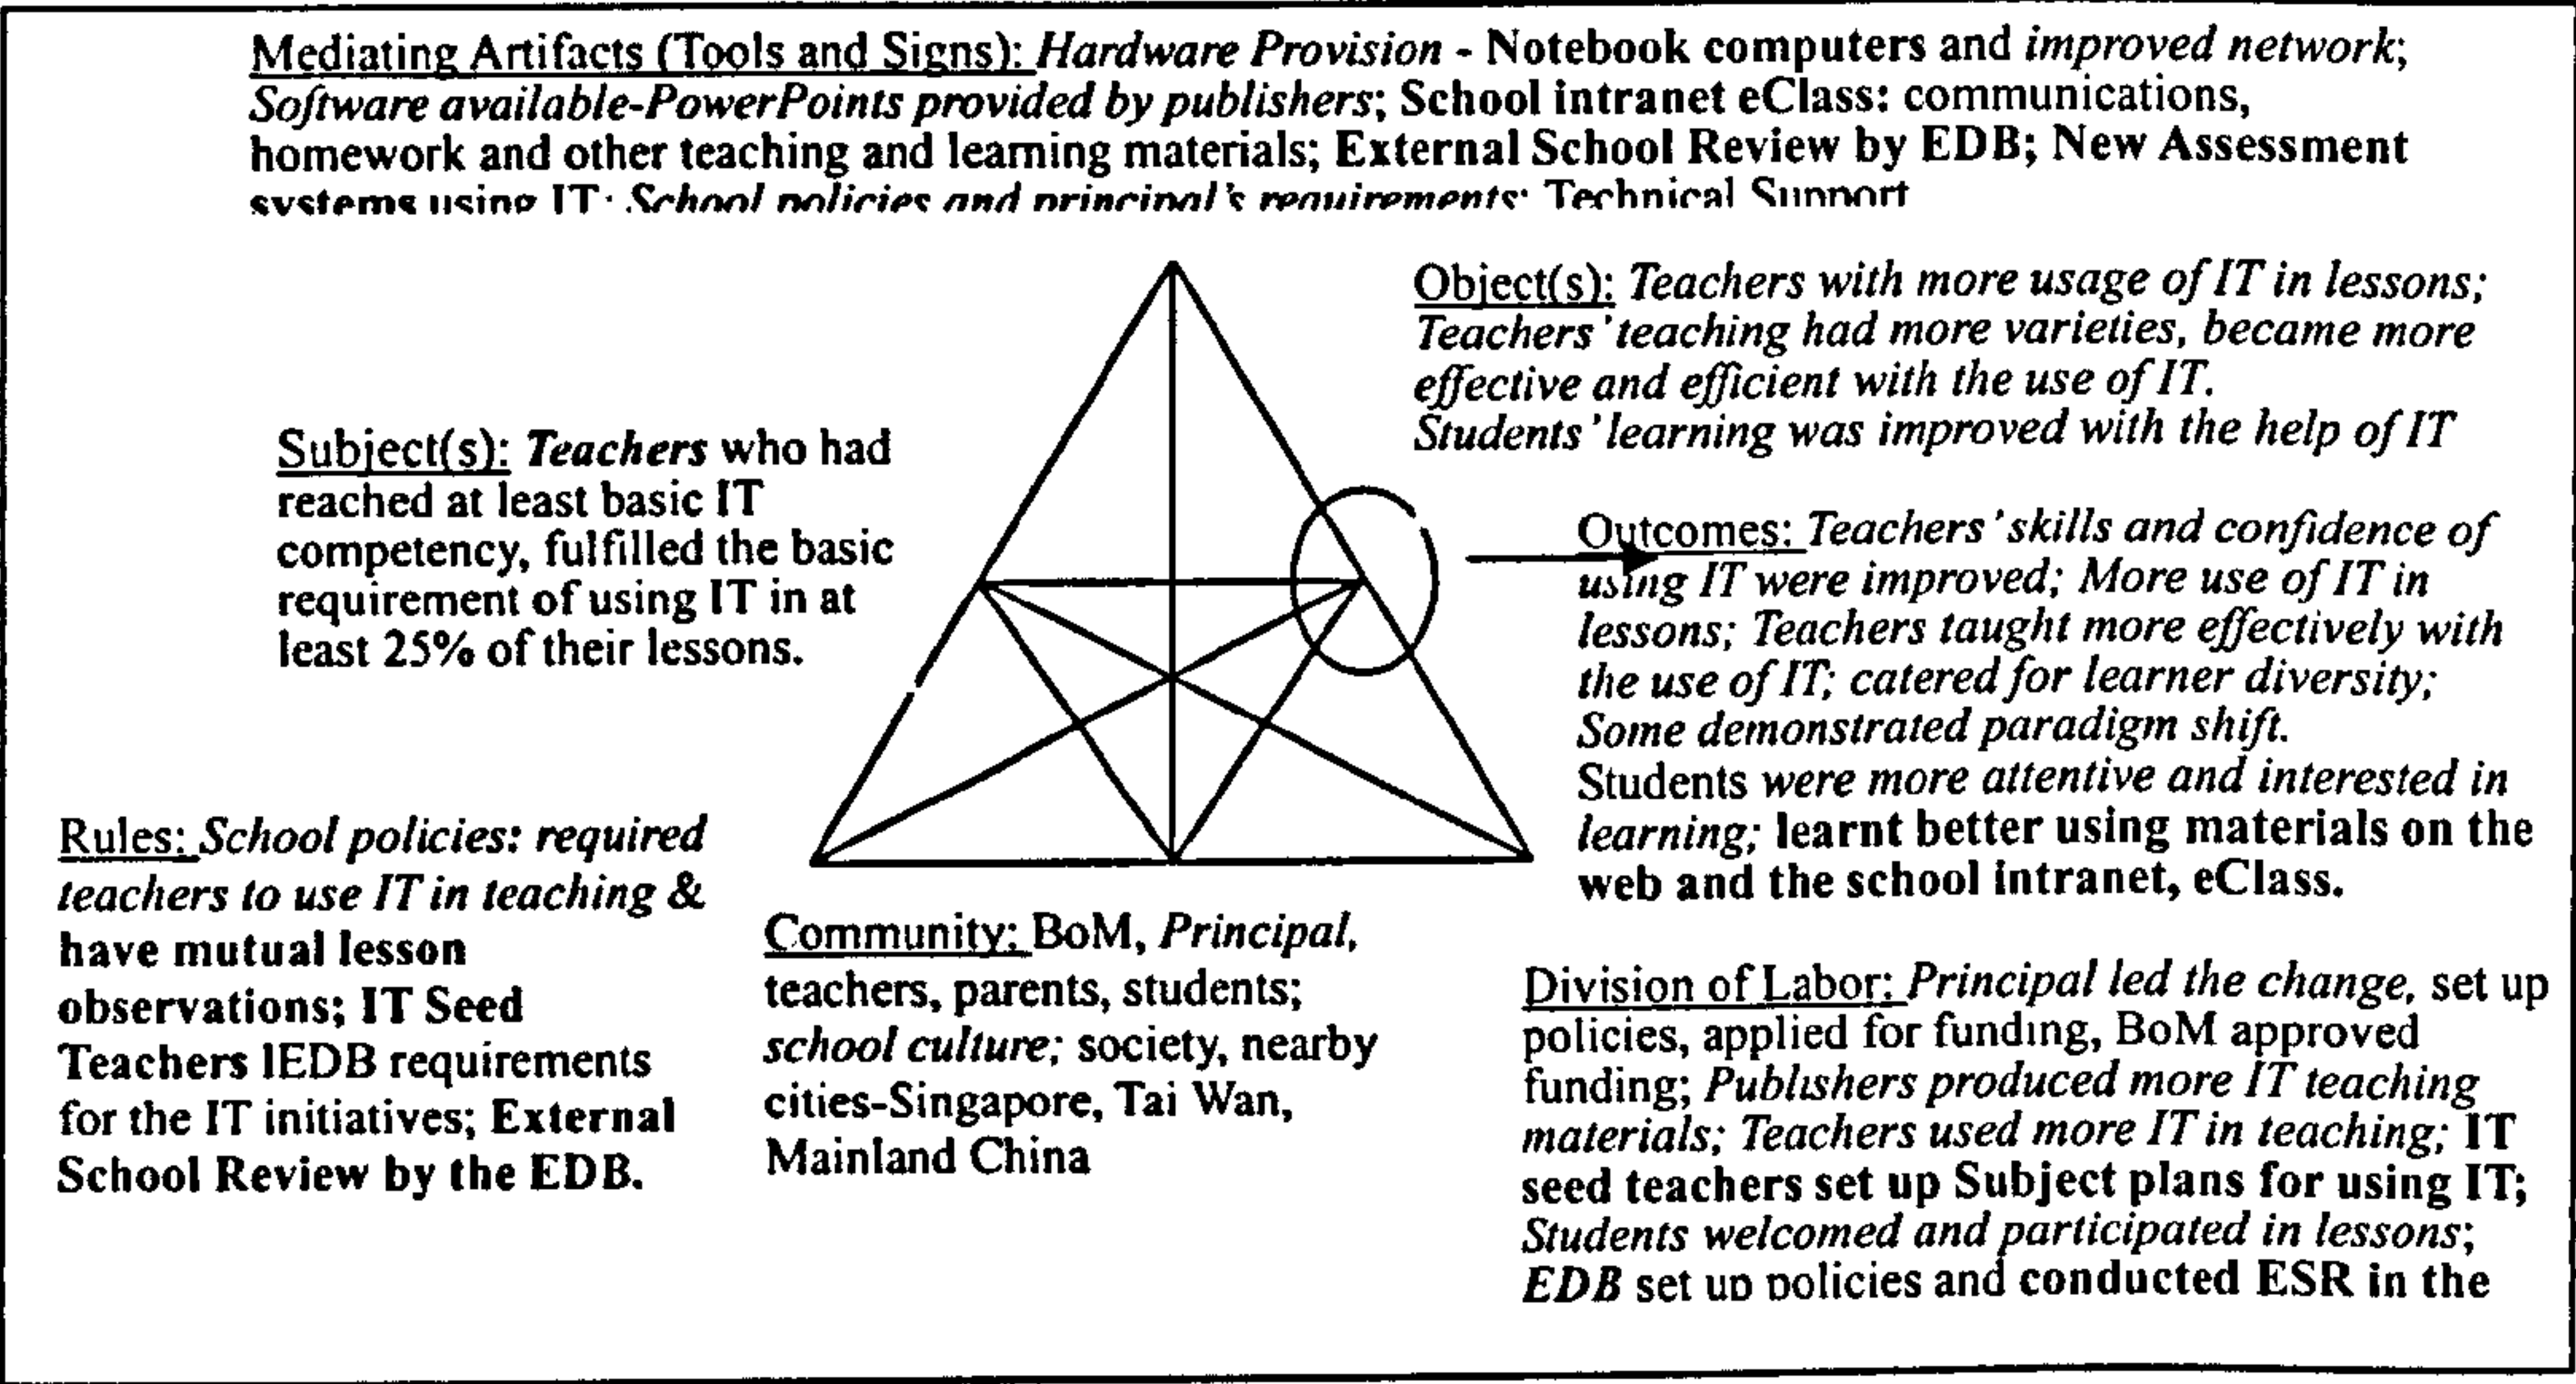 Mediating Artifacts (Tools and Signs): Hardware Provision - Notebook computers and improved network;
Software available-PowerPoints provided by publishers; School intranet eClass: communications,
homework and other teaching and learning materials; External School Review by EDB; New Assessment
systems using IT; School policies and principal's requirements; Technical Support
Object(s): Teachers with more usage of IT in lessons;
Teachers' teaching had more varieties, became more
effective and efficient with the use of IT.
Students' learning was improved with the help of IT
Subject(s): Teachers who had
reached at least basic IT
competency, fulfilled the basic
requirement of using IT in at
least 25% of their lessons.
Outcomes: Teachers' skills and confidence of
using IT were improved; More use of IT in
lessons; Teachers taught more effectively with
the use of IT; catered for learner diversity;
Some demonstrated paradigm shift.
Students were more attentive and interested in
learning; learnt better using materials on the
web and the school intranet, eClass.
Rules: School policies: required
teachers to use IT in teaching &
have mutual lesson
observations; IT Seed
Teachers lEDB requirements
for the IT initiatives; External
School Review by the EDB.
Community: BoM, Principal,
teachers, parents, students;
school culture; society, nearby
cities-Singapore, Tai Wan,
Mainland China
Division of Labor: Principal led the change, set up
policies, applied for funding, BoM approved
funding; Publishers produced more IT teaching
materials; Teachers used more IT in teaching; IT
seed teachers set up Subject plans for using IT;
Students welcomed and participated in lessons;
EDB set up policies and conducted ESR in the